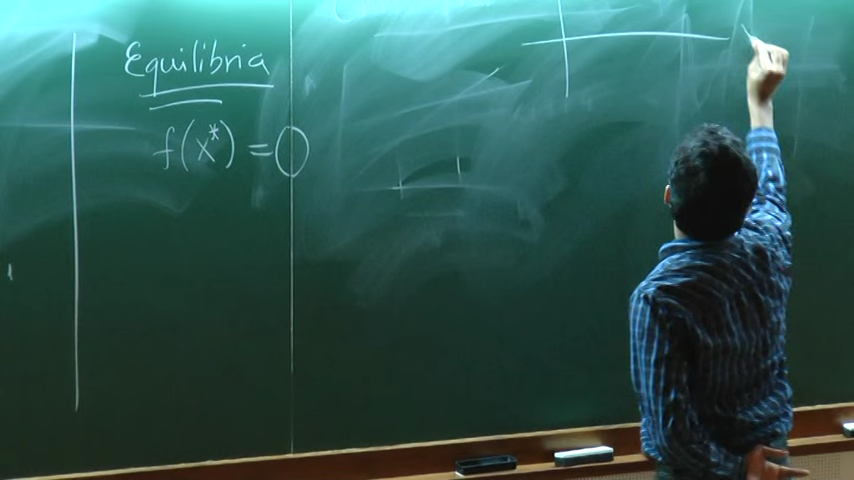 Equilibria
f(x*) = 0